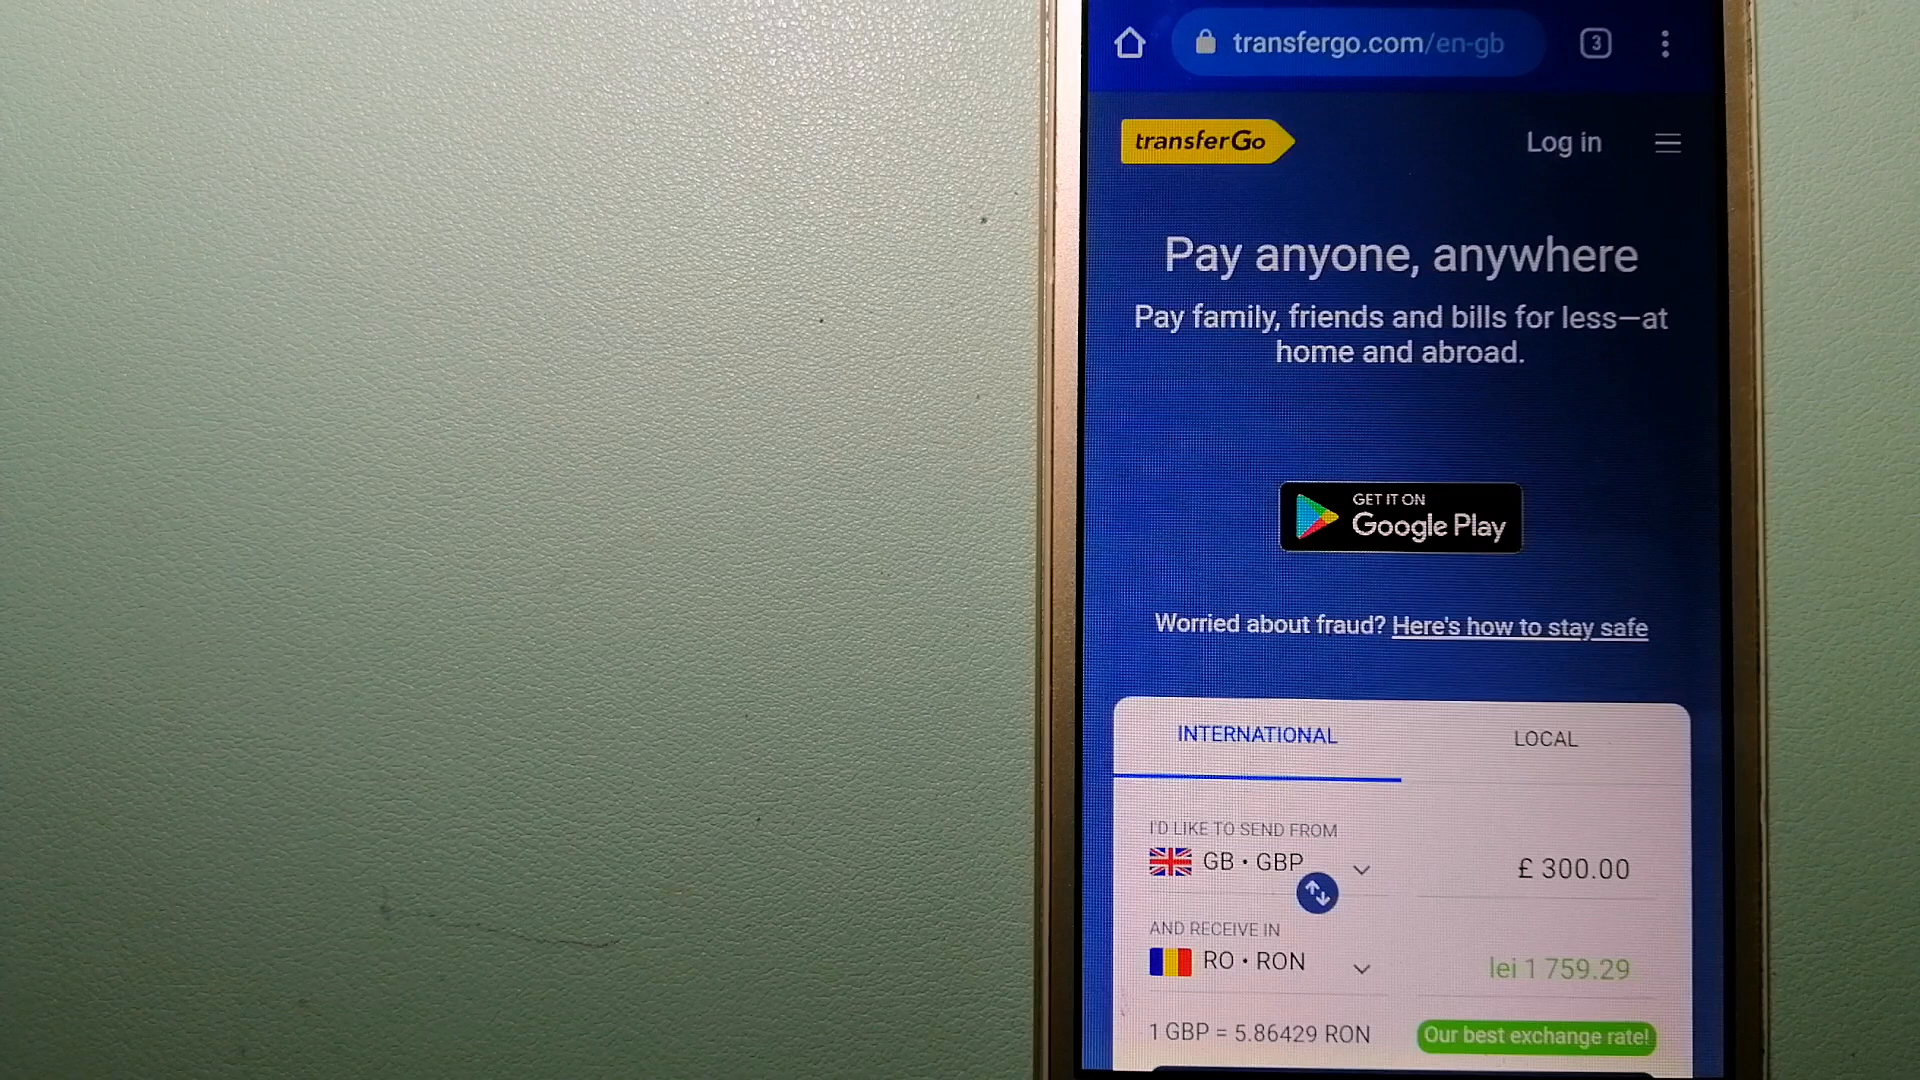 transfergo.com/en-gb
3
transferGo
Log in
Pay anyone, anywhere
Pay family, friends and bills for less—at
home and abroad.
GET IT ON
Google Play
Worried about fraud? Here's how to stay safe
INTERNATIONAL
LOCAL
I'D LIKE TO SEND FROM
GB • GBP
£ 300.00
AND RECEIVE IN
RO • RON
lei 1 759.29
1 GBP = 5.86429 RON
Our best exchange rate!